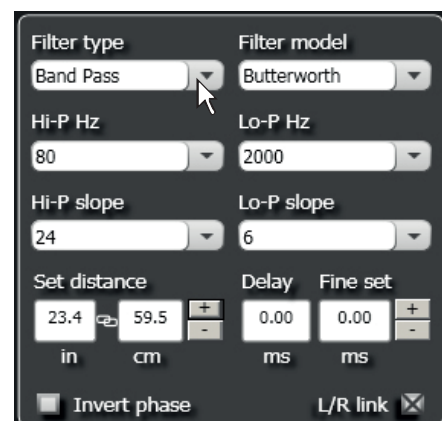 Filter type Filter model
Band Pass Butterworth
Hi-P Hz Lo-P Hz
80 2000
Hi-P slope Lo-P slope
24 6
Set distance Delay Fine set
23.4 59.5 + - 0.00 0.00 + -
in cm ms ms
Invert phase L/R link